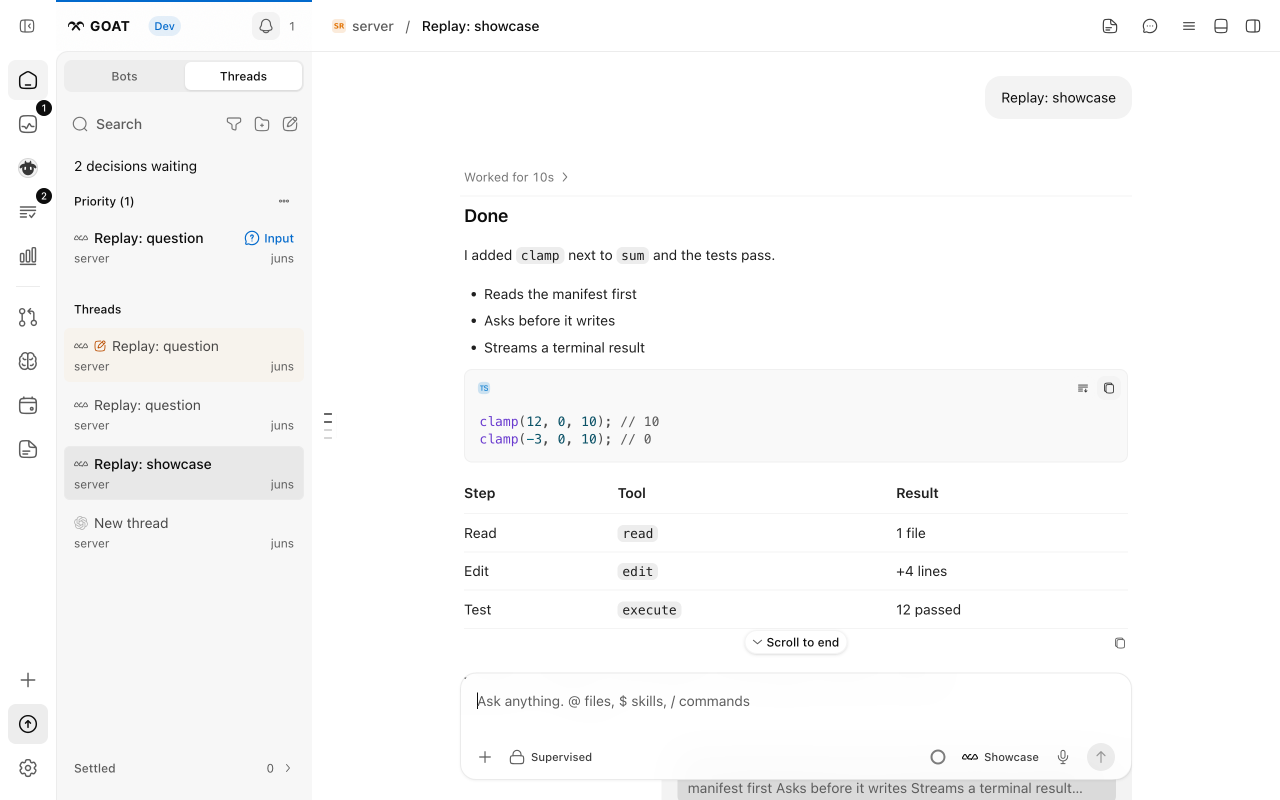 GOAT
Dev
1
SR server / Replay: showcase
Bots
Threads
Replay: showcase
1
Search
2 decisions waiting
Worked for 10s
2
Priority (1)
Done
Replay: question
Input
server
juns
I added clamp next to sum and the tests pass.
• Reads the manifest first
Threads
• Asks before it writes
Replay: question
• Streams a terminal result
server
juns
TS
Replay: question
server
juns
clamp(12, 0, 10); // 10
clamp(−3, 0, 10); // 0
Replay: showcase
server
juns
Step Tool Result
New thread
server
juns
Read read 1 file
Edit edit +4 lines
Test execute 12 passed
Scroll to end
Ask anything. @ files, $ skills, / commands
Supervised
Showcase
Settled
0
manifest first Asks before it writes Streams a terminal result...